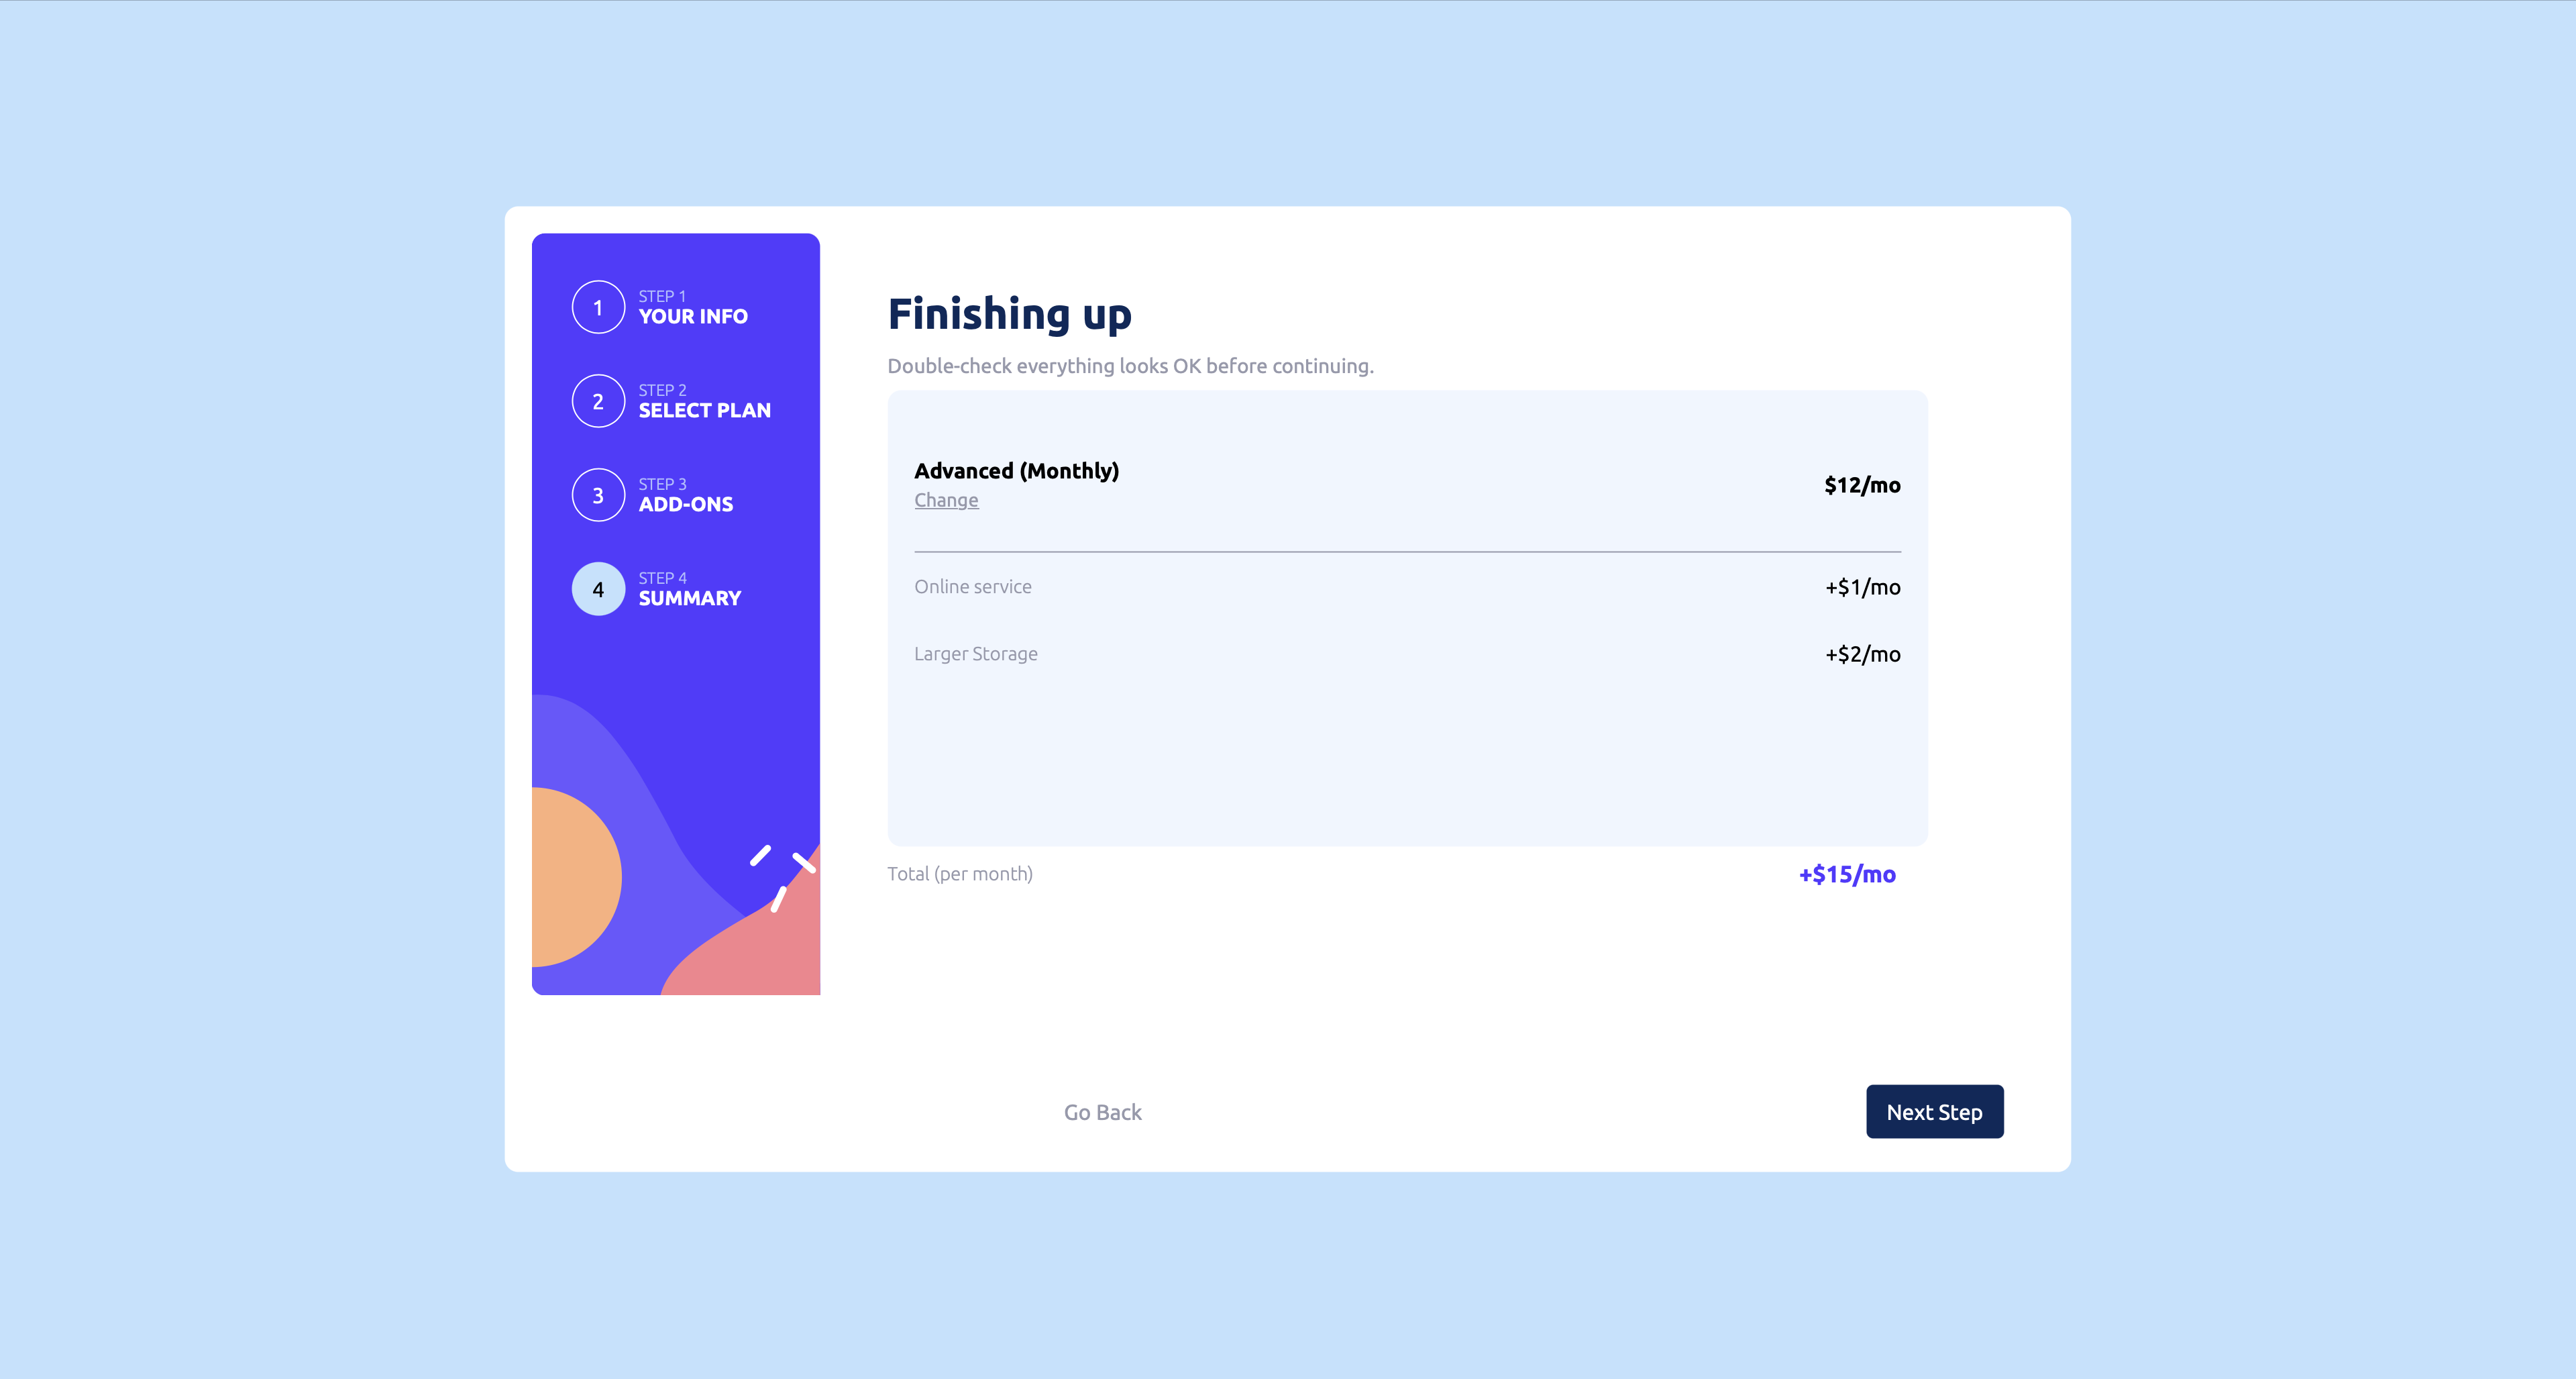 1
STEP 1
YOUR INFO
2
STEP 2
SELECT PLAN
3
STEP 3
ADD-ONS
4
STEP 4
SUMMARY
Finishing up
Double-check everything looks OK before continuing.
Advanced (Monthly)
Change
$12/mo
Online service
+$1/mo
Larger Storage
+$2/mo
Total (per month)
+$15/mo
Go Back
Next Step